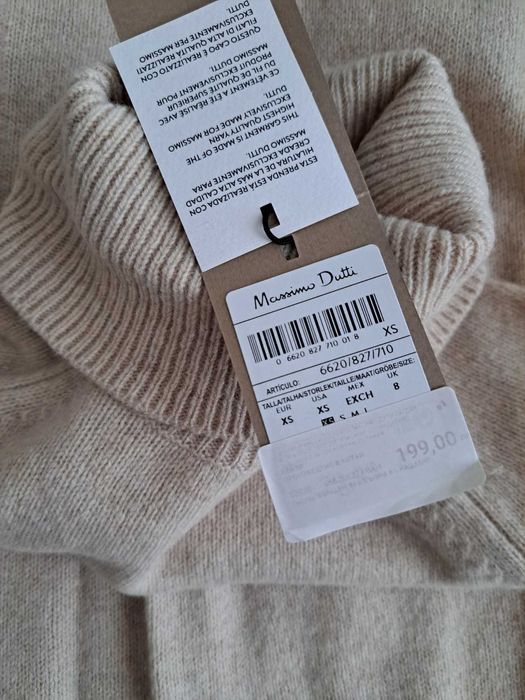 ESTA PRENDA ESTÁ REALIZADA CON
HILATURA DE LA MÁS ALTA CALIDAD
CREADA EXCLUSIVAMENTE PARA
MASSIMO DUTTI.
THIS GARMENT IS MADE OF THE
HIGHEST QUALITY YARN
EXCLUSIVELY MADE FOR MASSIMO
DUTTI.
CE VÊTEMENT A ÉTÉ RÉALISÉ AVEC
DU FIL DE QUALITÉ SUPÉRIEUR
PRODUIT EXCLUSIVEMENT POUR
MASSIMO DUTTI.
QUESTO CAPO È REALIZZATO CON
FILATI DI ALTA QUALITÀ REALIZZATI
ESCLUSIVAMENTE PER MASSIMO
DUTTI.
Massimo Dutti
0 6620 827 710 01 8 XS
ARTÍCULO: 6620/827/710
TALLA/TALHA/STORLEK/TAILLE/MAAT/GRÖBE/SIZE:
EUR USA MEX UK
XS XS EXCH 8
XS S M L
199,00